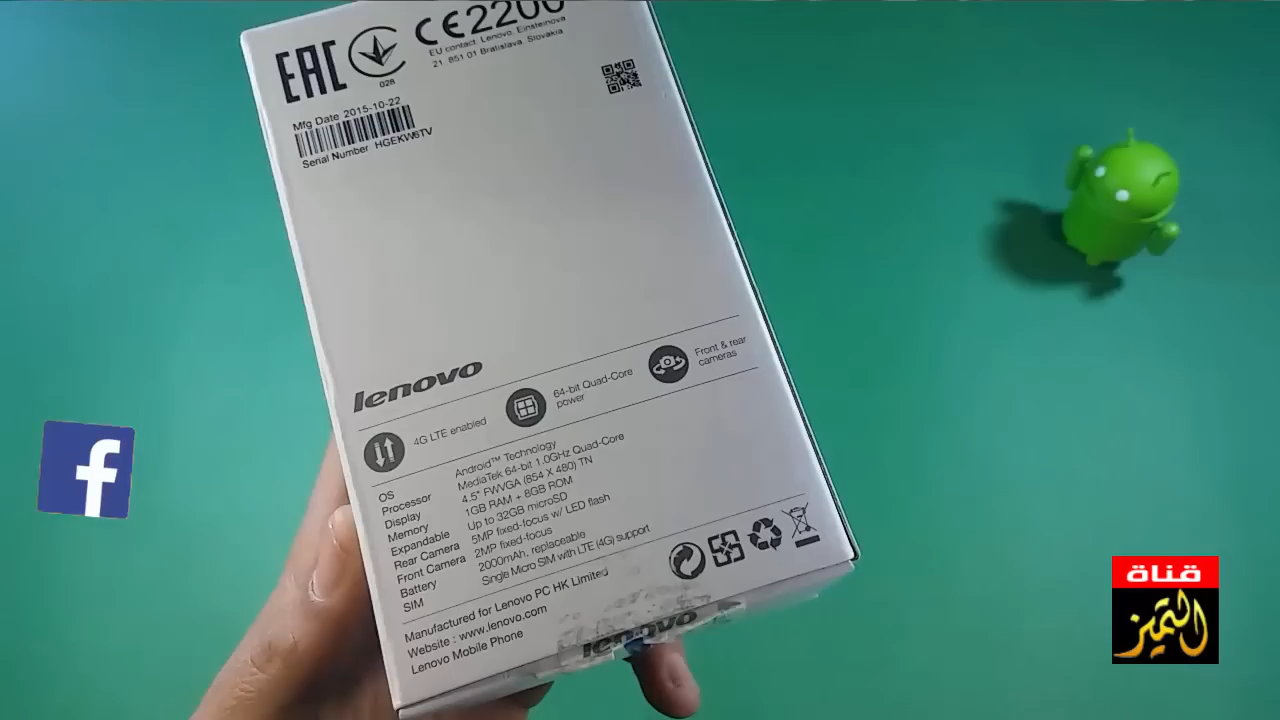 EAC
028
CE2200
EU contact. Lenovo. Einsteinova
21. 851 01 Bratislava. Slovakia
Mfg Date 2015-10-22
Serial Number HGEKW6TV
lenovo
4G LTE enabled
64-bit Quad-Core
power
Front & rear
cameras
OS Android™ Technology
Processor MediaTek 64-bit 1.0GHz Quad-Core
Display 4.5" FWVGA (854 X 480) TN
Memory 1GB RAM + 8GB ROM
Expandable Up to 32GB microSD
Rear Camera 5MP fixed-focus w/ LED flash
Front Camera 2MP fixed-focus
Battery 2000mAh, replaceable
SIM Single Micro SIM with LTE (4G) support
Manufactured for Lenovo PC HK Limited
Website : www.lenovo.com
Lenovo Mobile Phone
lenovo
f
قناة
التميز